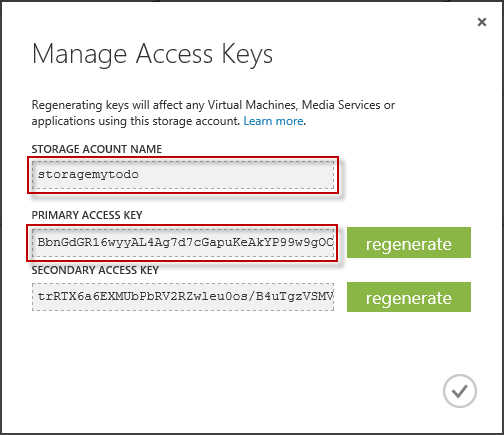 Manage Access Keys
Regenerating keys will affect any Virtual Machines, Media Services or
applications using this storage account. Learn more.
STORAGE ACOUNT NAME
storagemytodo
PRIMARY ACCESS KEY
BbnGdGR16wyyAL4Ag7d7cGapuKeAkYP99w9gOO regenerate
SECONDARY ACCESS KEY
trRTX6a6EXMUbPbRV2RZwleu0os/B4uTgzVSMV regenerate